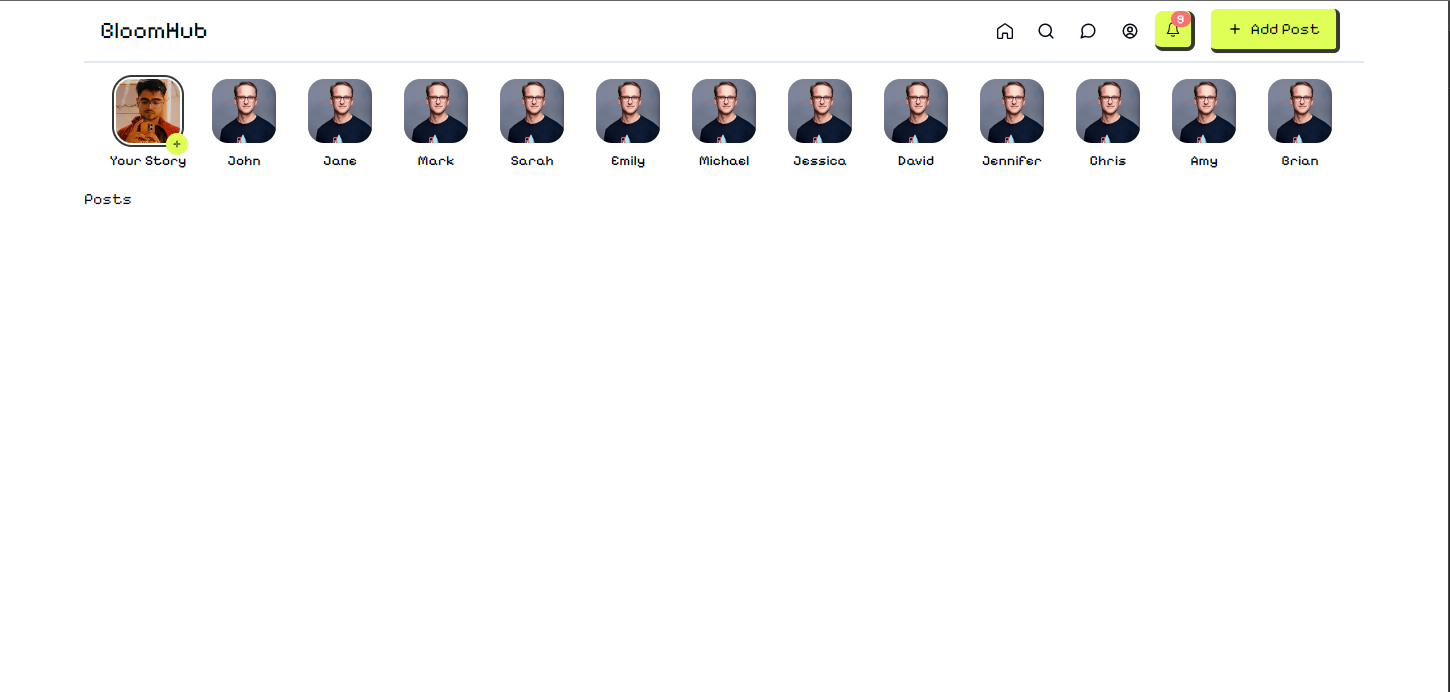 BloomHub
9
+ Add Post
+
Your Story
John
Jane
Mark
Sarah
Emily
Michael
Jessica
David
Jennifer
Chris
Amy
Brian
Posts